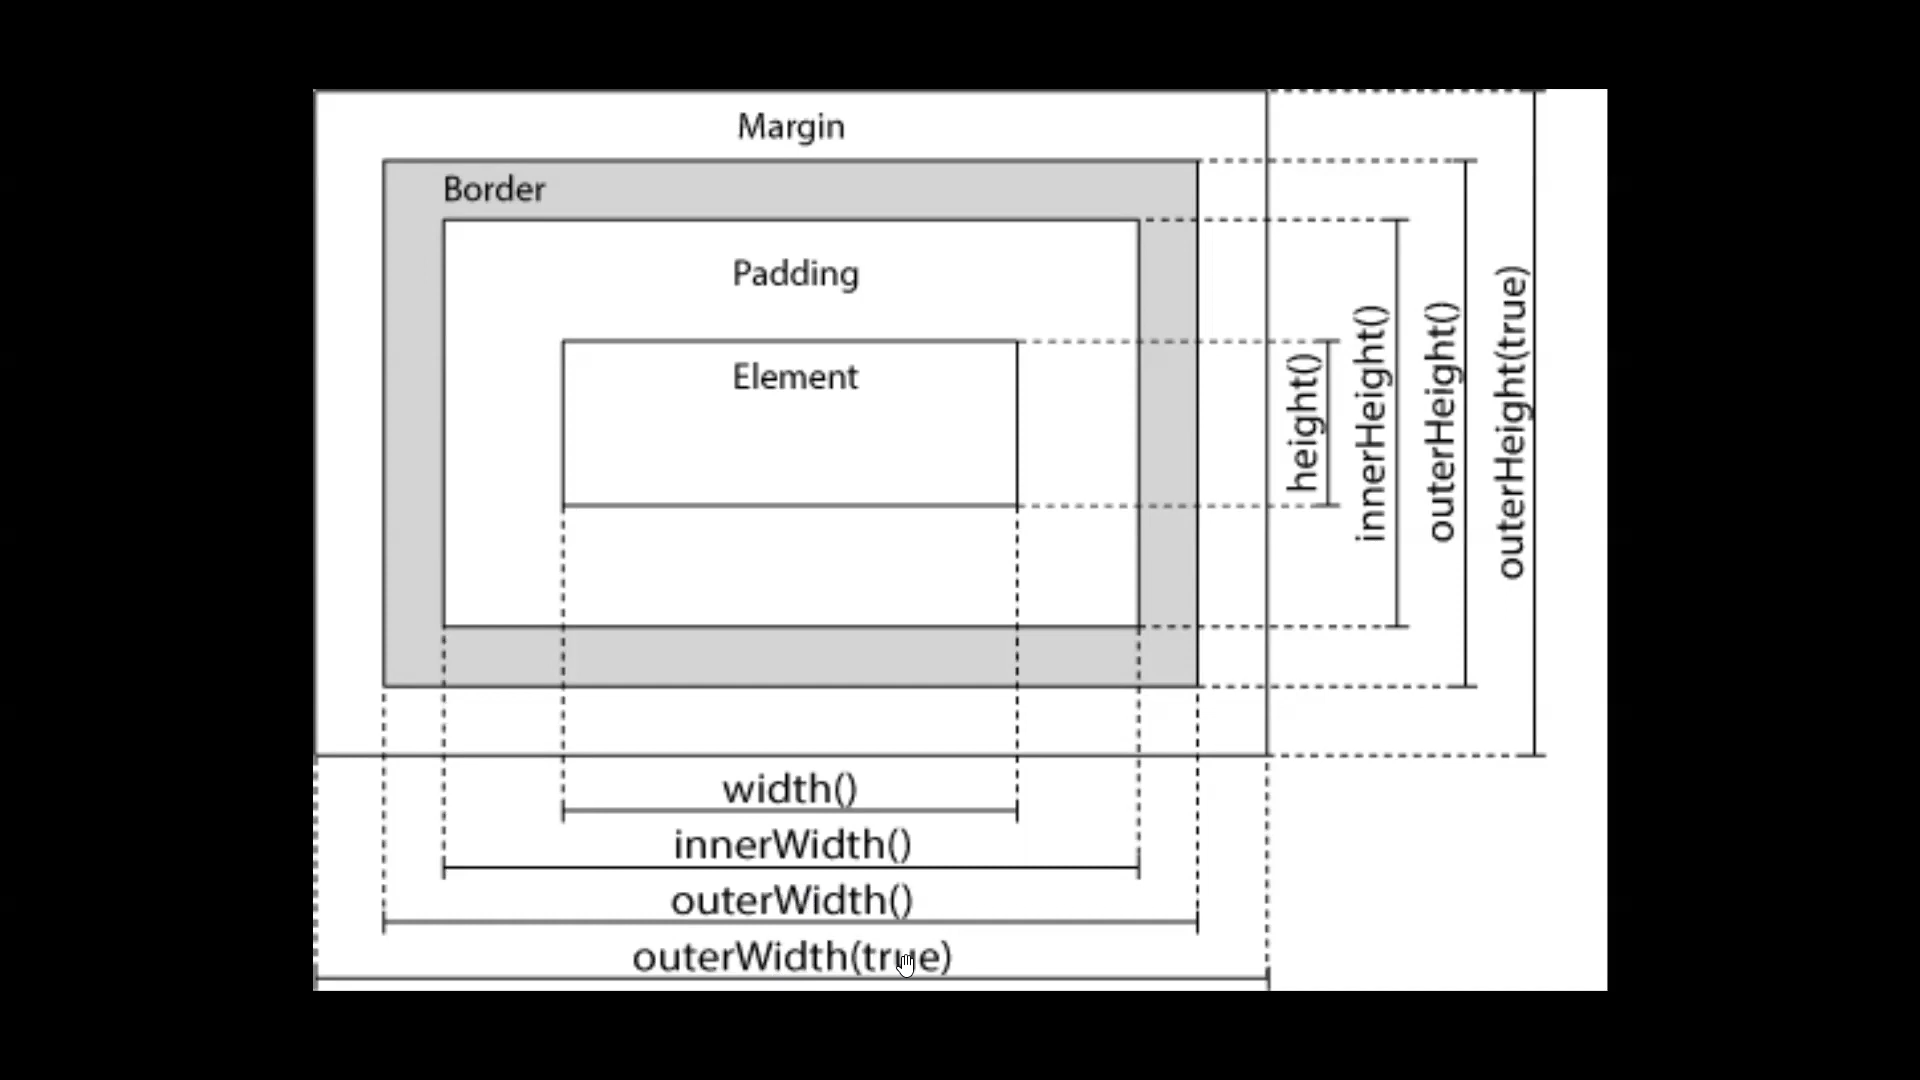 Margin
Border
Padding
Element
height()
innerHeight()
outerHeight()
outerHeight(true)
width()
innerWidth()
outerWidth()
outerWidth(true)